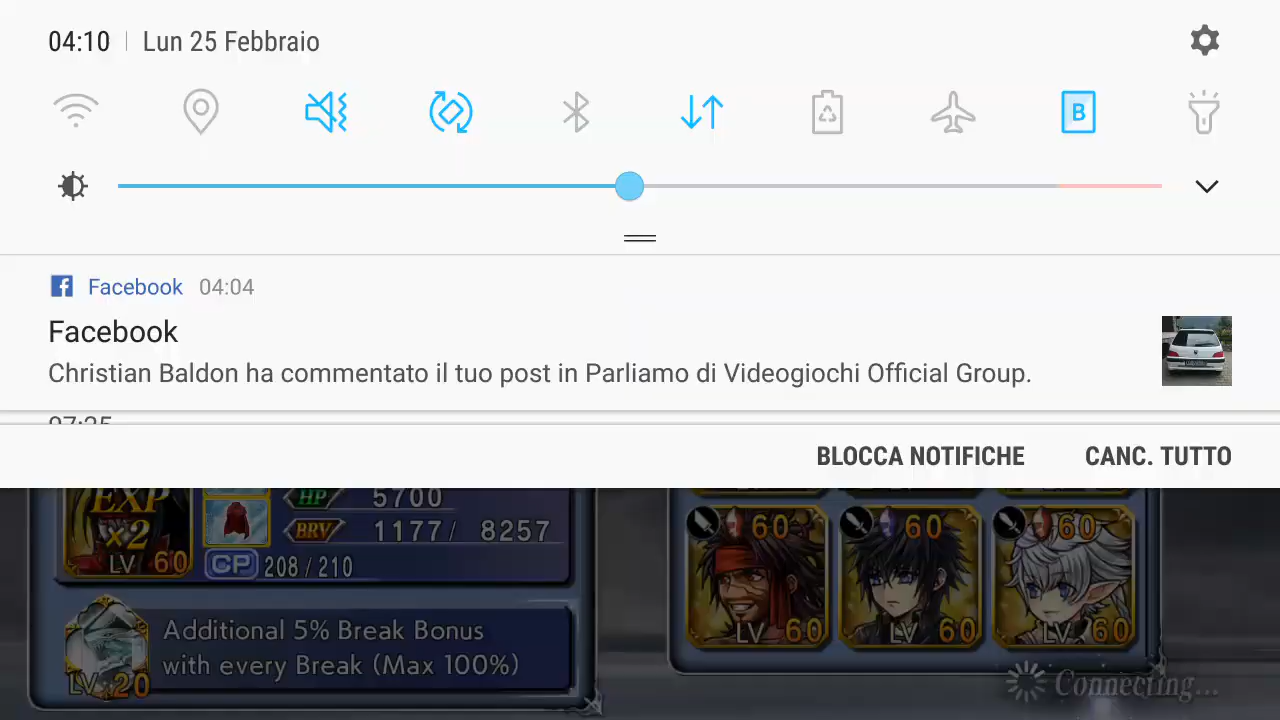 04:10 | Lun 25 Febbraio
B
Facebook 04:04
Facebook
Christian Baldon ha commentato il tuo post in Parliamo di Videogiochi Official Group.
07:25
BLOCCA NOTIFICHE CANC. TUTTO
EXP
x2
LV 60
HP 5700
BRV 1177/ 8257
CP 208/210
Additional 5% Break Bonus
with every Break (Max 100%)
LV 20
60 60 60
LV 60 LV 60 LV 60
Connecting...